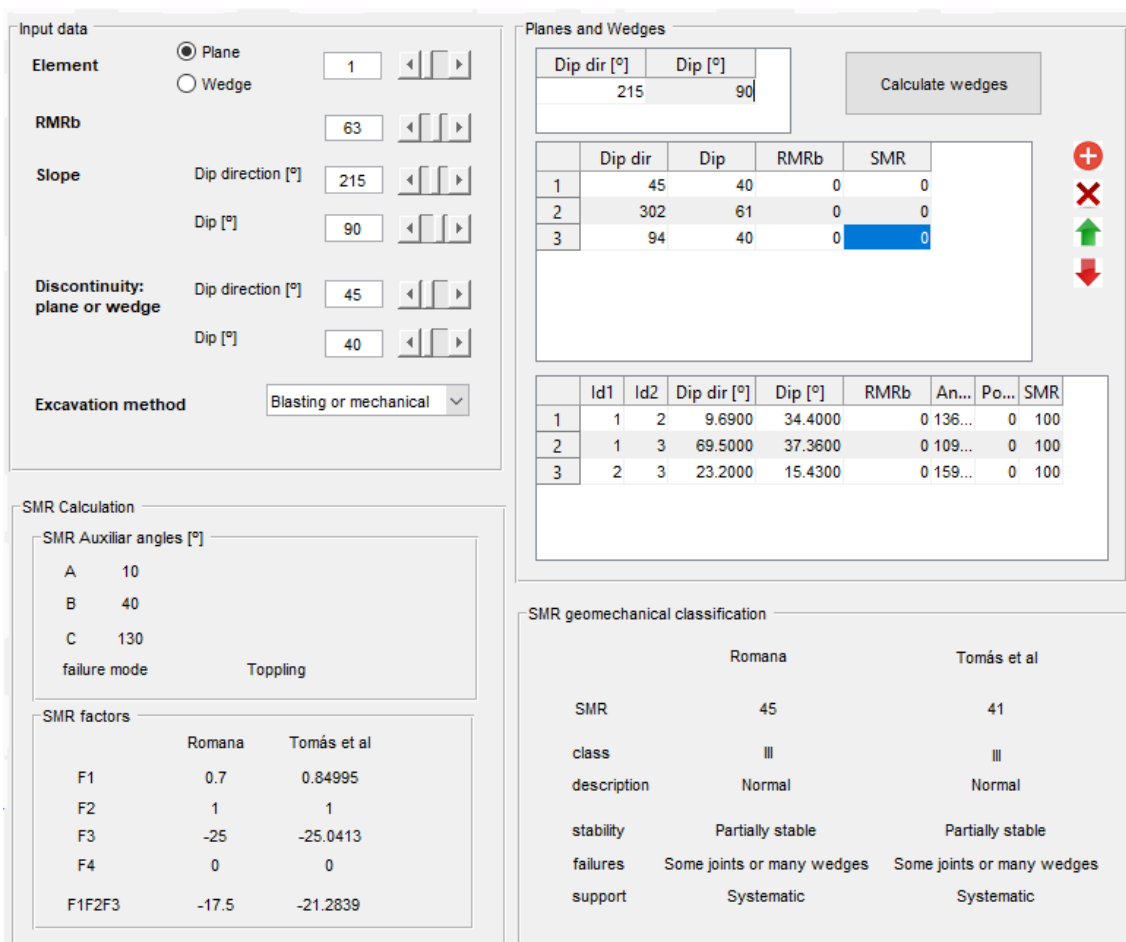 Input data
Element
Plane
Wedge
1
RMRb
63
Slope
Dip direction [º]
215
Dip [º]
90
Discontinuity:
plane or wedge
Dip direction [º]
45
Dip [º]
40
Excavation method
Blasting or mechanical
Planes and Wedges
Dip dir [º] Dip [º]
215 90
Calculate wedges
Dip dir Dip RMRb SMR
1 45 40 0 0
2 302 61 0 0
3 94 40 0 0
Id1 Id2 Dip dir [º] Dip [º] RMRb An... Po... SMR
1 1 2 9.6900 34.4000 0 136... 0 100
2 1 3 69.5000 37.3600 0 109... 0 100
3 2 3 23.2000 15.4300 0 159... 0 100
SMR Calculation
SMR Auxiliar angles [º]
A 10
B 40
C 130
failure mode Toppling
SMR factors
Romana Tomás et al
F1 0.7 0.84995
F2 1 1
F3 -25 -25.0413
F4 0 0
F1F2F3 -17.5 -21.2839
SMR geomechanical classification
Romana Tomás et al
SMR 45 41
class III III
description Normal Normal
stability Partially stable Partially stable
failures Some joints or many wedges Some joints or many wedges
support Systematic Systematic